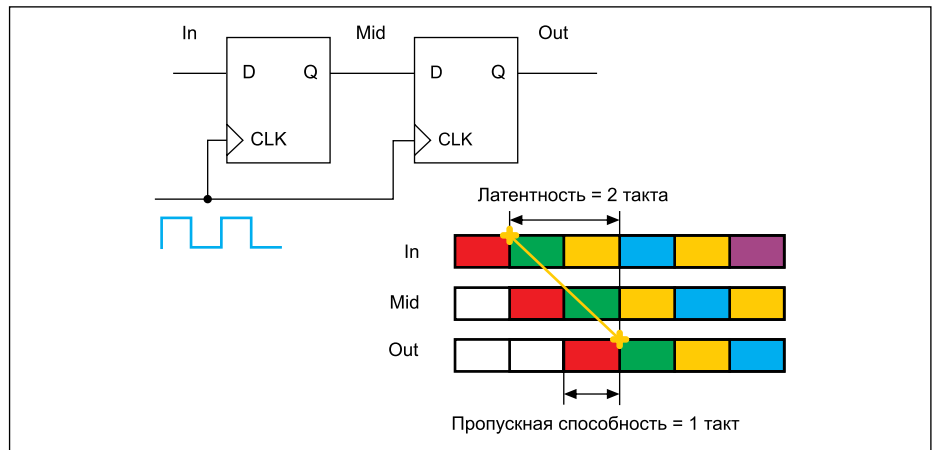 In Mid Out
D Q D Q
CLK CLK
Латентность = 2 такта
In
Mid
Out
Пропускная способность = 1 такт